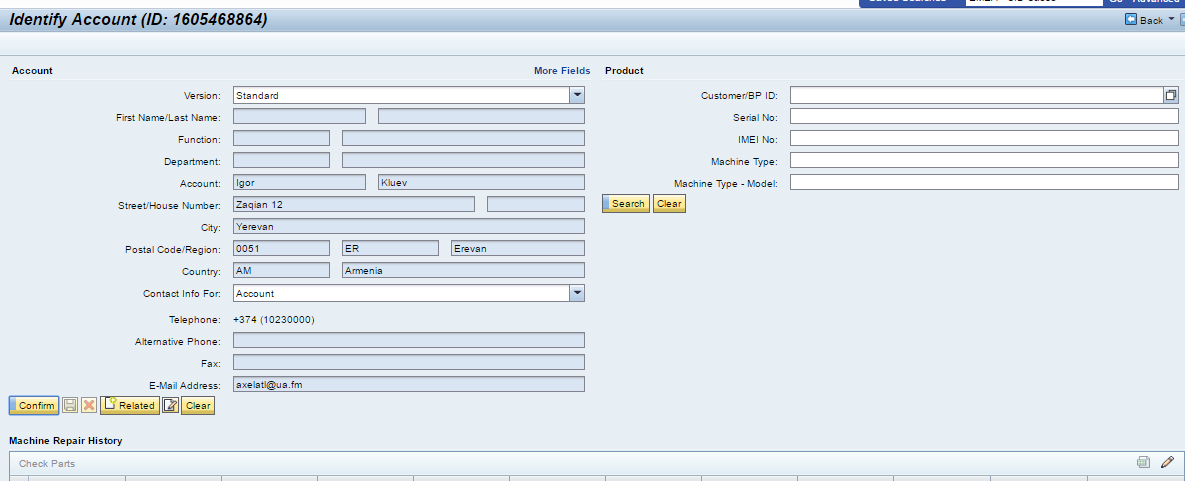 Identify Account (ID: 1605468864)
Back
Account
More Fields
Version: Standard
First Name/Last Name:
Function:
Department:
Account: Igor Kluev
Street/House Number: Zaqian 12
City: Yerevan
Postal Code/Region: 0051 ER Erevan
Country: AM Armenia
Contact Info For: Account
Telephone: +374 (10230000)
Alternative Phone:
Fax:
E-Mail Address: axelatl@ua.fm
Confirm Related Clear
Product
Customer/BP ID:
Serial No:
IMEI No:
Machine Type:
Machine Type - Model:
Search Clear
Machine Repair History
Check Parts